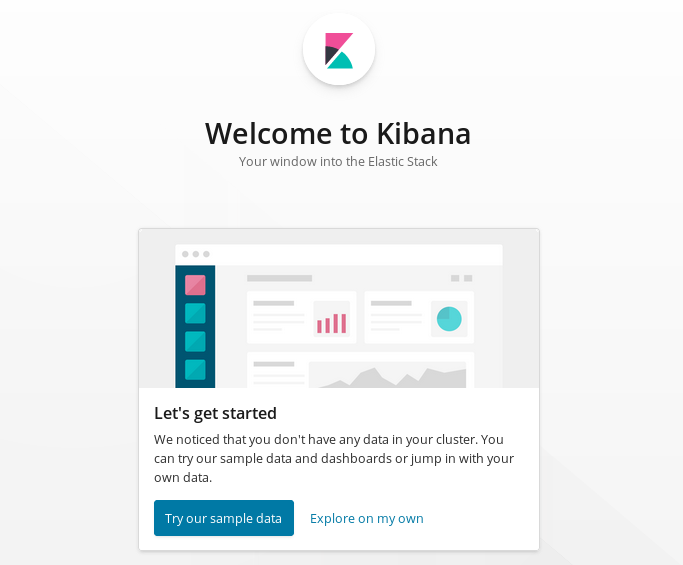 Welcome to Kibana
Your window into the Elastic Stack
Let's get started
We noticed that you don't have any data in your cluster. You
can try our sample data and dashboards or jump in with your
own data.
Try our sample data
Explore on my own